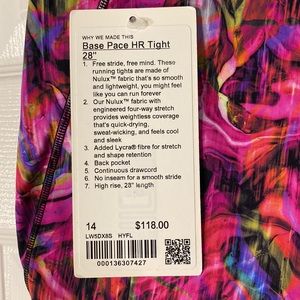 WHY WE MADE THIS
Base Pace HR Tight
28"
1. Free stride, free mind. These
running tights are made of
Nulux™ fabric that's so smooth
and lightweight, you might feel
like you can run forever
2. Our Nulux™ fabric with
engineered four-way stretch
provides weightless coverage
that's quick-drying,
sweat-wicking, and feels cool
and sleek
3. Added Lycra® fibre for stretch
and shape retention
4. Back pocket
5. Continuous drawcord
6. No inseam for a smooth stride
7. High rise, 28" length
14 $118.00
LW5DX8S HYFL
000136307427